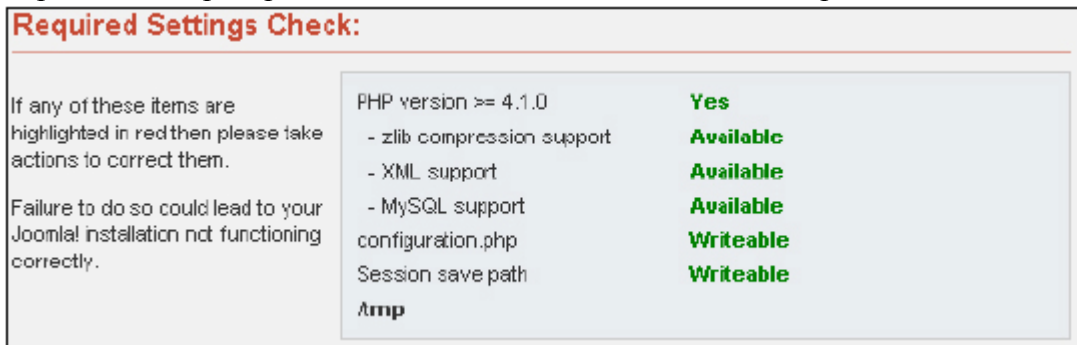 Required Settings Check:
If any of these items are
highlighted in red then please take
actions to correct them.
Failure to do so could lead to your
Joomla! installation not functioning
correctly.
PHP version >= 4.1.0 Yes
- zlib compression support Available
- XML support Available
- MySQL support Available
configuration.php Writeable
Session save path Writeable
/tmp